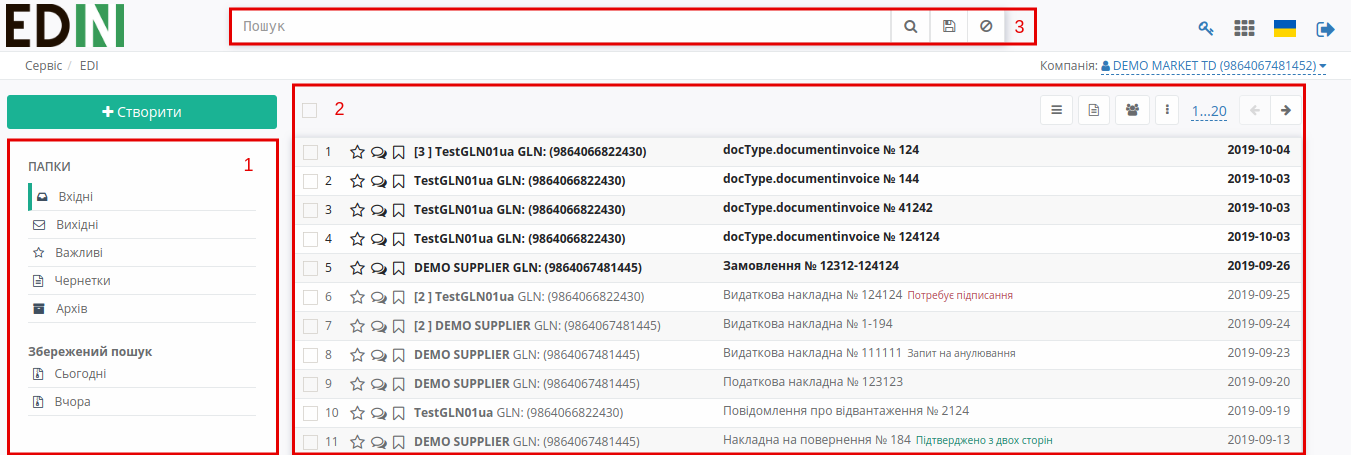 EDIN
Пошук
3
Сервіс / EDI
Компанія: DEMO MARKET TD (9864067481452)
Створити
2
1...20
ПАПКИ
1
Вхідні
Вихідні
Важливі
Чернетки
Архів
Збережений пошук
Сьогодні
Вчора
1 [3 ] TestGLN01ua GLN: (9864066822430) docType.documentinvoice № 124 2019-10-04
2 TestGLN01ua GLN: (9864066822430) docType.documentinvoice № 144 2019-10-03
3 TestGLN01ua GLN: (9864066822430) docType.documentinvoice № 41242 2019-10-03
4 TestGLN01ua GLN: (9864066822430) docType.documentinvoice № 124124 2019-10-03
5 DEMO SUPPLIER GLN: (9864067481445) Замовлення № 12312-124124 2019-09-26
6 [2 ] TestGLN01ua GLN: (9864066822430) Видаткова накладна № 124124 Потребує підписання 2019-09-25
7 [2 ] DEMO SUPPLIER GLN: (9864067481445) Видаткова накладна № 1-194 2019-09-24
8 DEMO SUPPLIER GLN: (9864067481445) Видаткова накладна № 111111 Запит на анулювання 2019-09-23
9 DEMO SUPPLIER GLN: (9864067481445) Податкова накладна № 123123 2019-09-20
10 TestGLN01ua GLN: (9864066822430) Повідомлення про відвантаження № 2124 2019-09-19
11 DEMO SUPPLIER GLN: (9864067481445) Накладна на повернення № 184 Підтверджено з двох сторін 2019-09-13